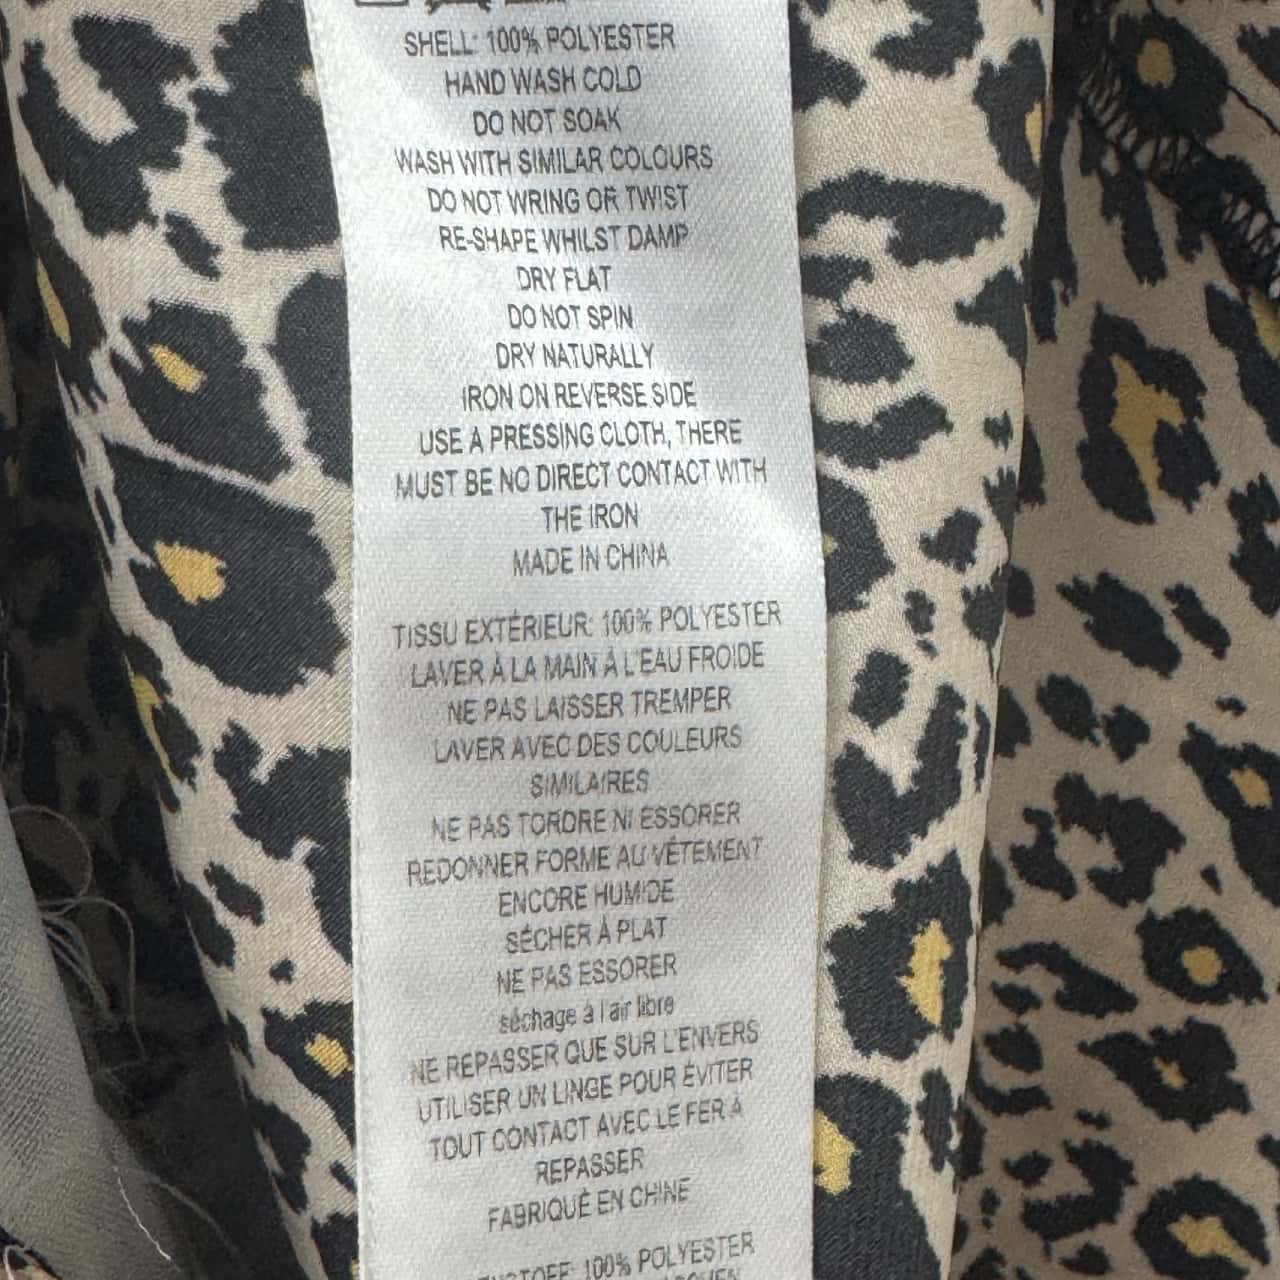 SHELL: 100% POLYESTER
HAND WASH COLD
DO NOT SOAK
WASH WITH SIMILAR COLOURS
DO NOT WRING OR TWIST
RE-SHAPE WHILST DAMP
DRY FLAT
DO NOT SPIN
DRY NATURALLY
IRON ON REVERSE SIDE
USE A PRESSING CLOTH, THERE
MUST BE NO DIRECT CONTACT WITH
THE IRON
MADE IN CHINA
TISSU EXTÉRIEUR: 100% POLYESTER
LAVER À LA MAIN À L'EAU FROIDE
NE PAS LAISSER TREMPER
LAVER AVEC DES COULEURS
SIMILAIRES
NE PAS TORDRE NI ESSORER
REDONNER FORME AU VÊTEMENT
ENCORE HUMIDE
SÉCHER À PLAT
NE PAS ESSORER
séchage à l air libre
NE REPASSER QUE SUR L'ENVERS
UTILISER UN LINGE POUR ÉVITER
TOUT CONTACT AVEC LE FER À
REPASSER
FABRIQUÉ EN CHINE
100% POLYESTER